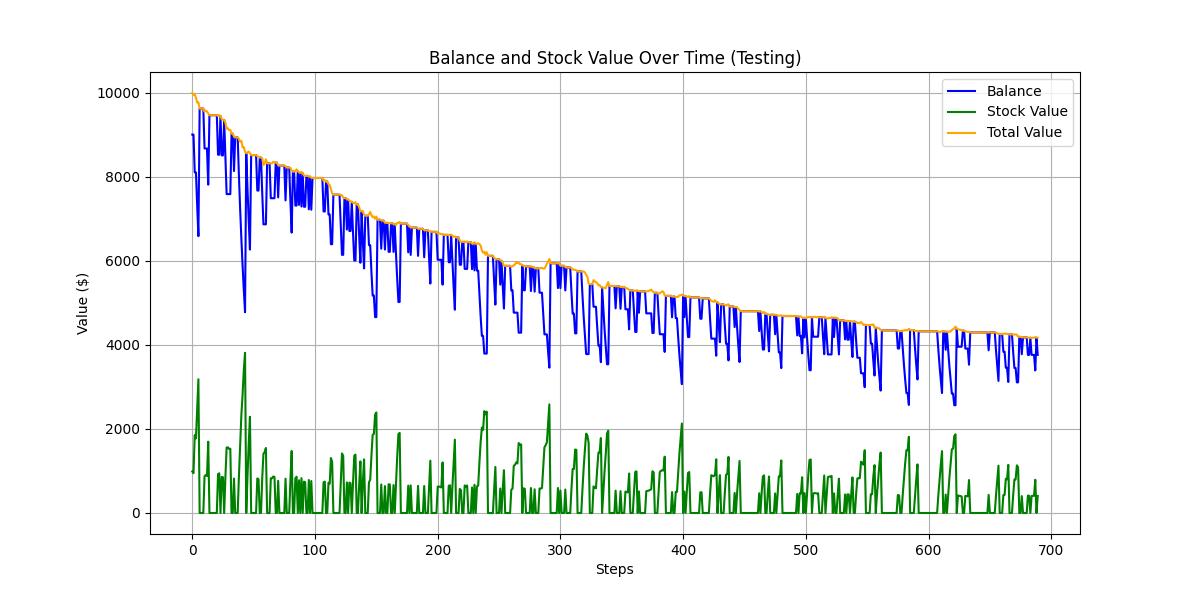 Balance and Stock Value Over Time (Testing)
Balance
Stock Value
Total Value
Value ($)
10000
8000
6000
4000
2000
0
0 100 200 300 400 500 600 700
Steps